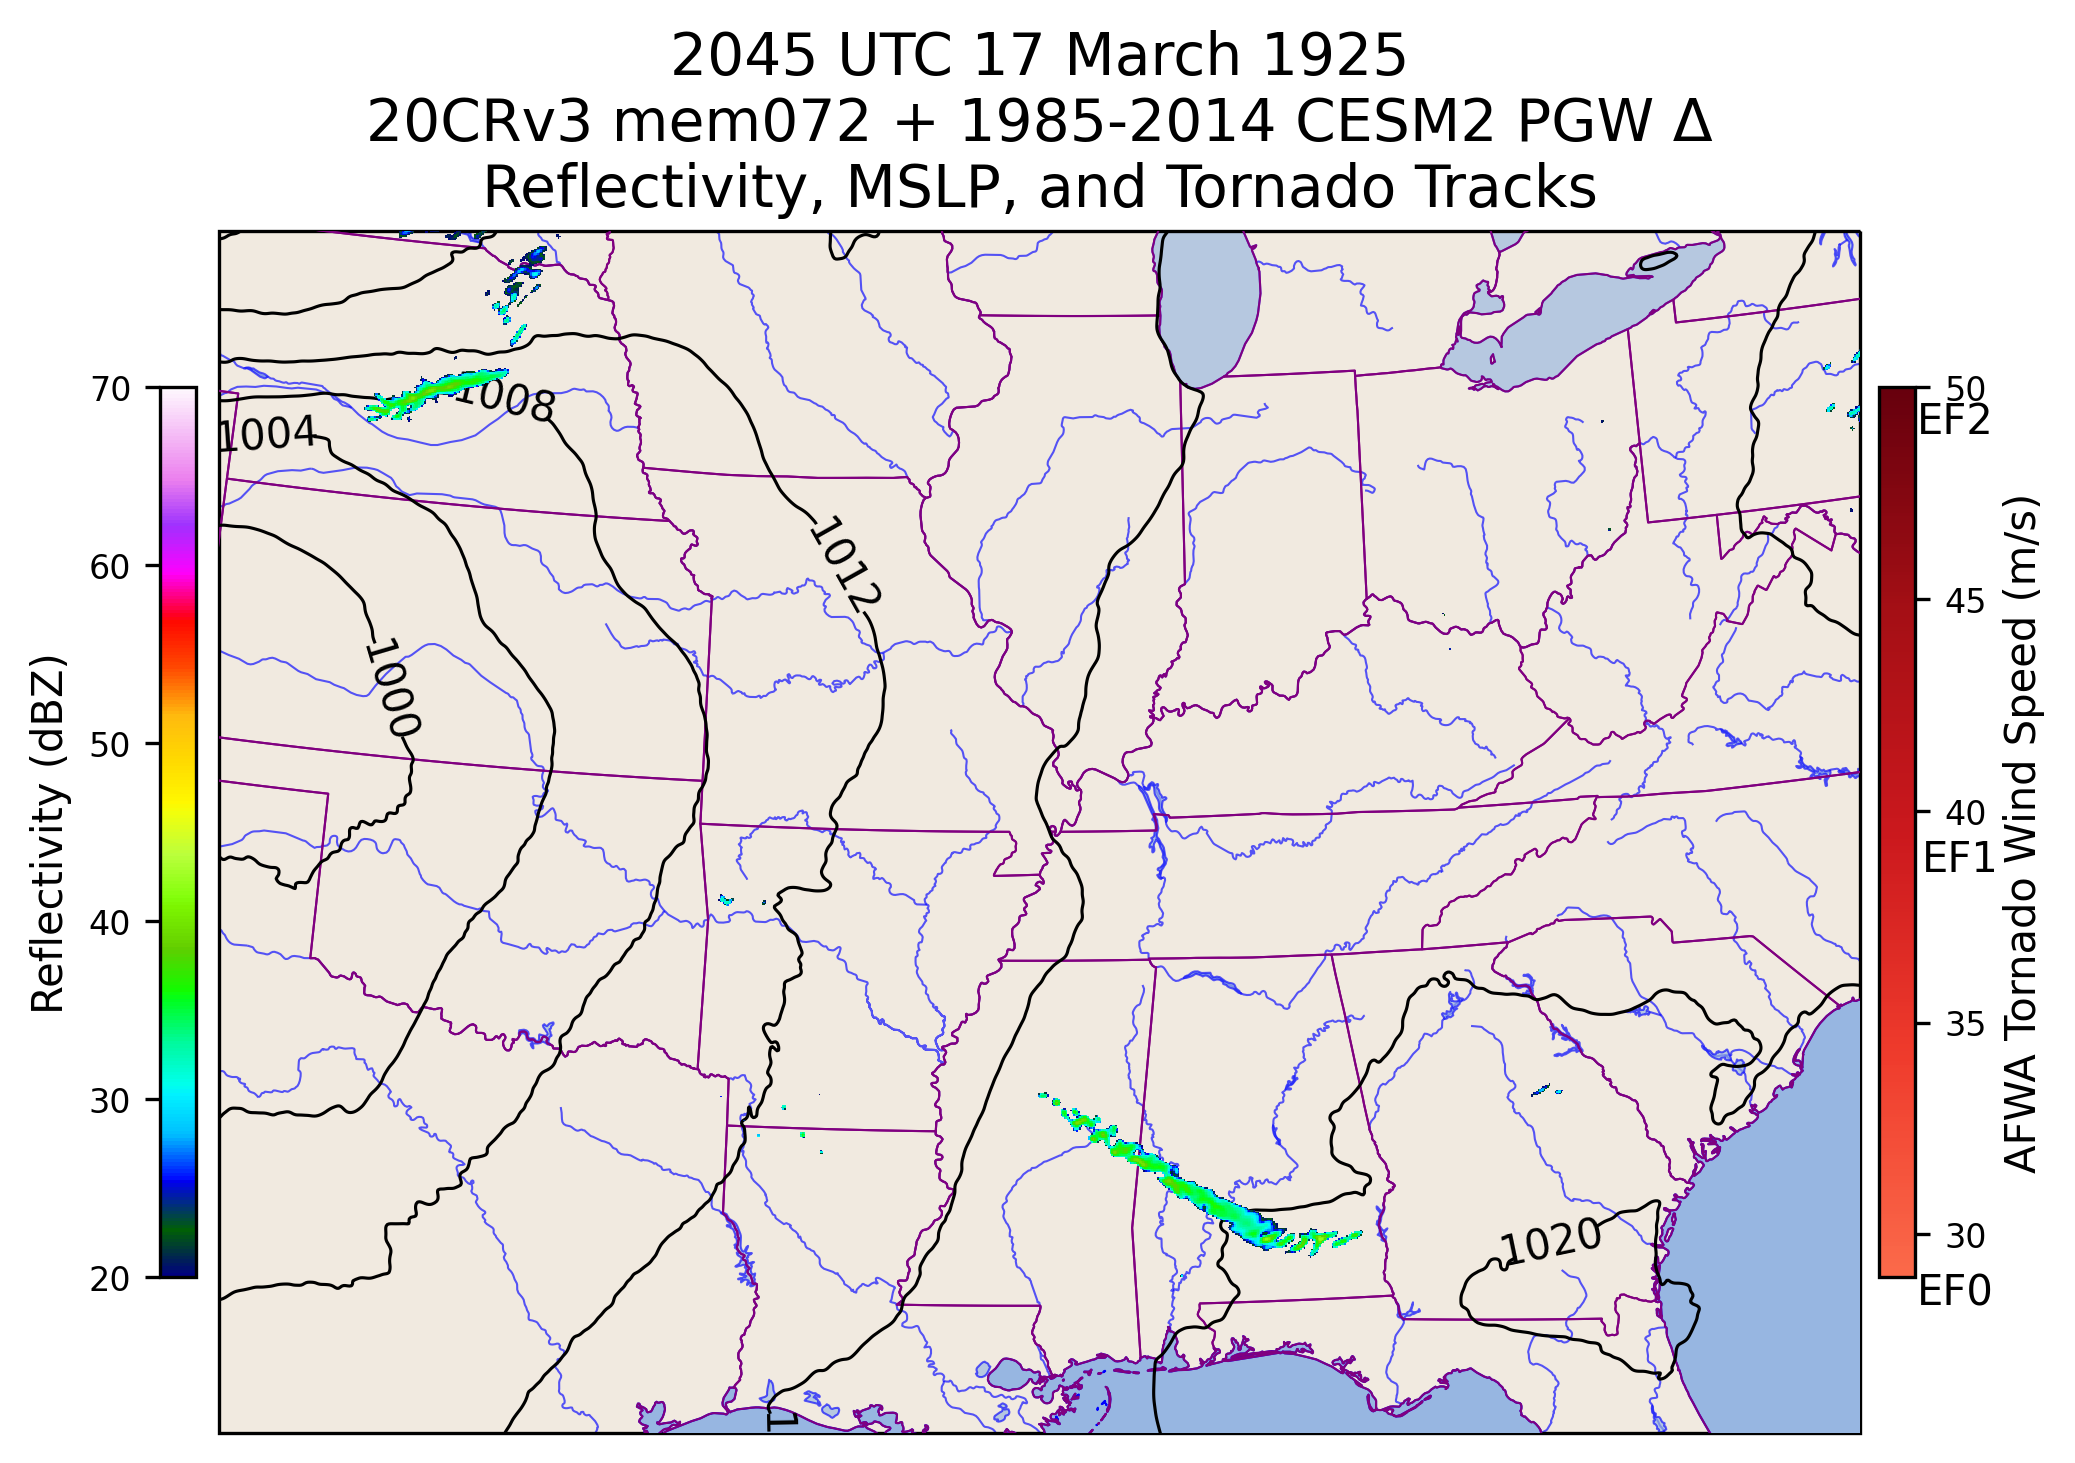 2045 UTC 17 March 1925
20CRv3 mem072 + 1985-2014 CESM2 PGW Δ
Reflectivity, MSLP, and Tornado Tracks
70
60
50
40
30
20
Reflectivity (dBZ)
1008
1004
1012
1000
1020
1
50
EF2
45
40
EF1
35
30
EF0
AFWA Tornado Wind Speed (m/s)